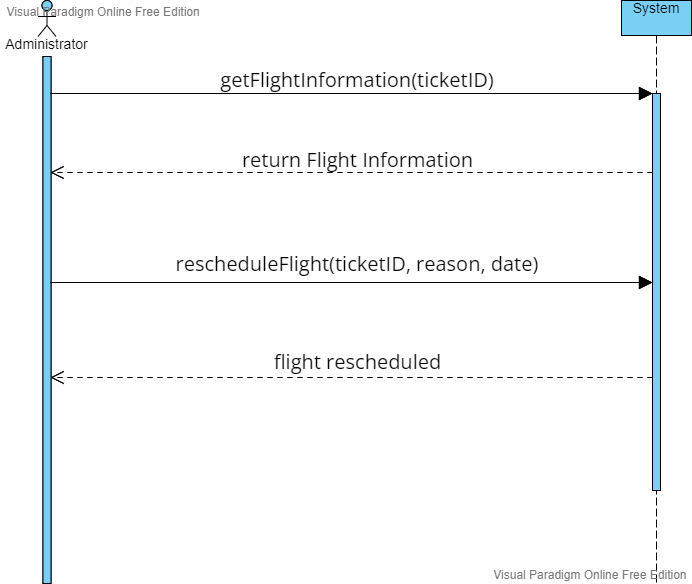 Visual Paradigm Online Free Edition
System
Administrator
getFlightInformation(ticketID)
return Flight Information
rescheduleFlight(ticketID, reason, date)
flight rescheduled
Visual Paradigm Online Free Edition